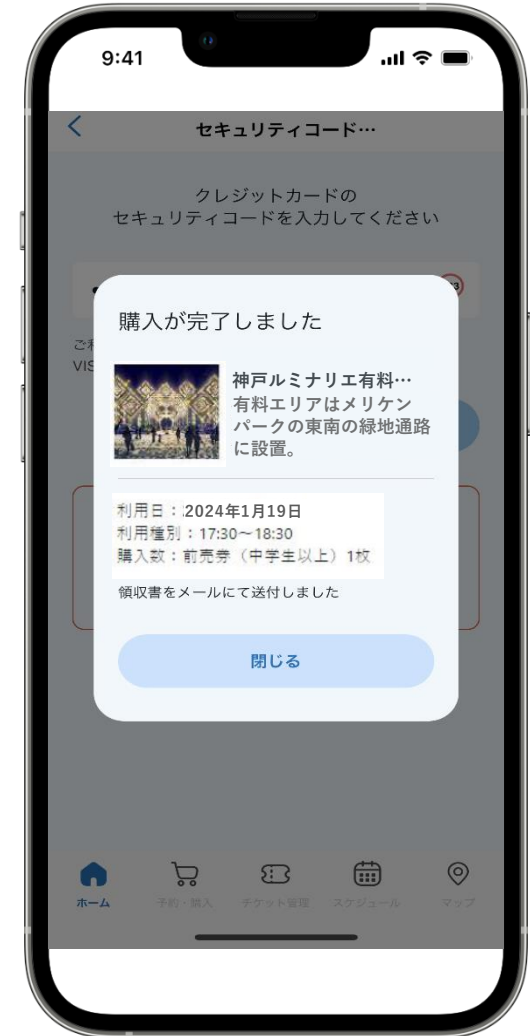 9:41
セキュリティコード…
クレジットカードの
セキュリティコードを入力してください
購入が完了しました
神戸ルミナリエ有料…
有料エリアはメリケン
パークの東南の緑地通路
に設置。
利用日：2024年1月19日
利用種別：17:30～18:30
購入数：前売券（中学生以上）1枚
領収書をメールにて送付しました
閉じる
ホーム
予約・購入
チケット管理
スケジュール
マップ